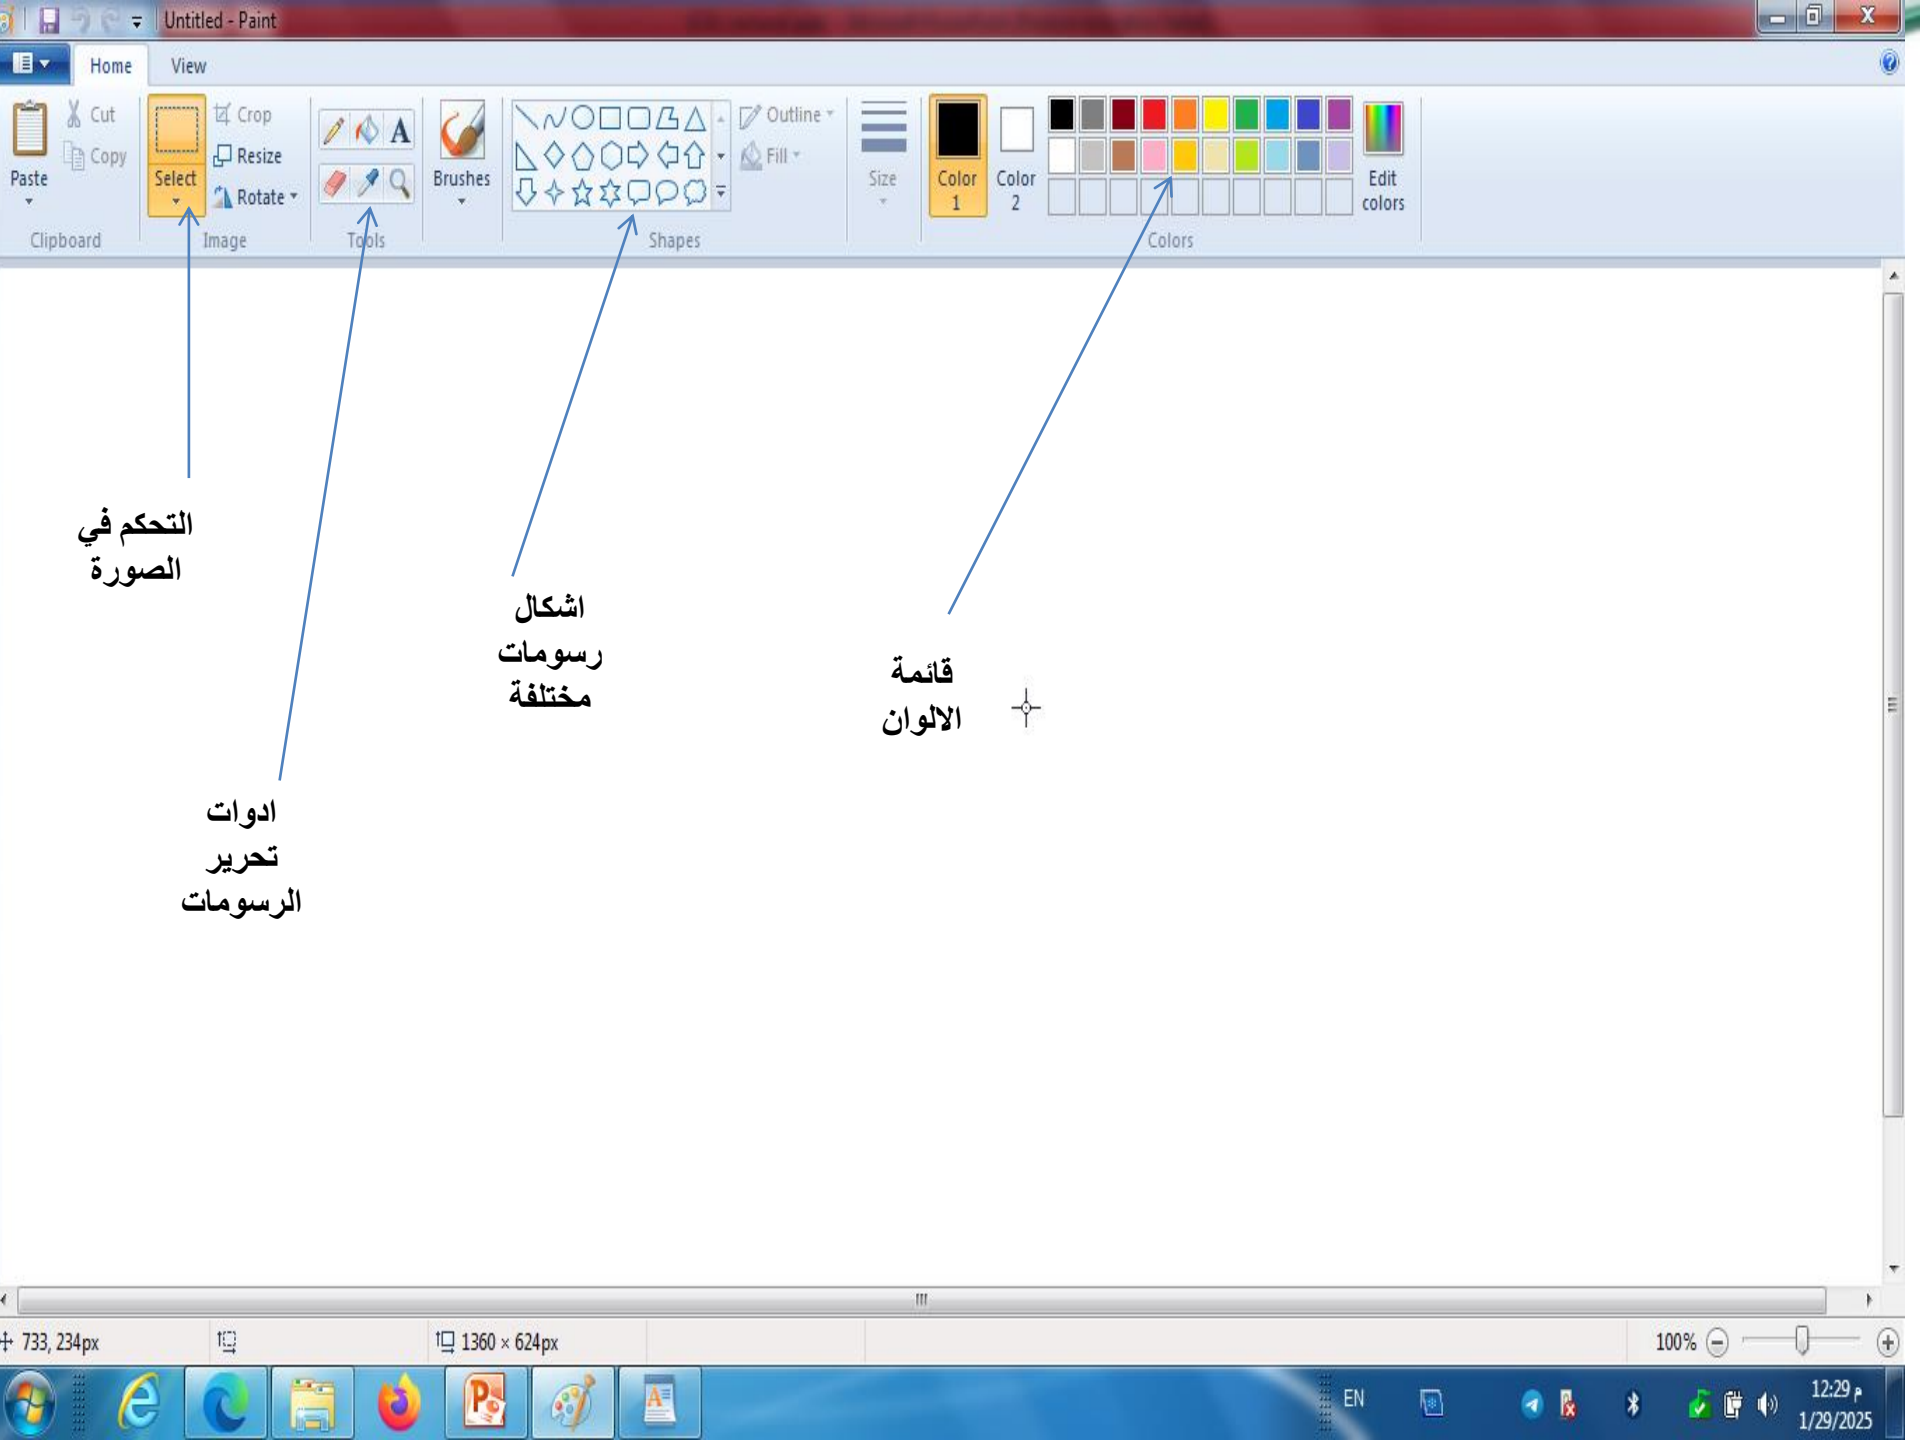 Untitled - Paint
Home View
Cut
Copy
Paste
Clipboard
Select
Crop
Resize
Rotate
Image
A
Tools
Brushes
Outline
Fill
Shapes
Size
Color 1
Color 2
Edit colors
Colors
التحكم في
الصورة
اشكال
رسومات
مختلفة
قائمة
الالوان
ادوات
تحرير
الرسومات
733, 234px
1360 × 624px
100%
EN
12:29 م
1/29/2025